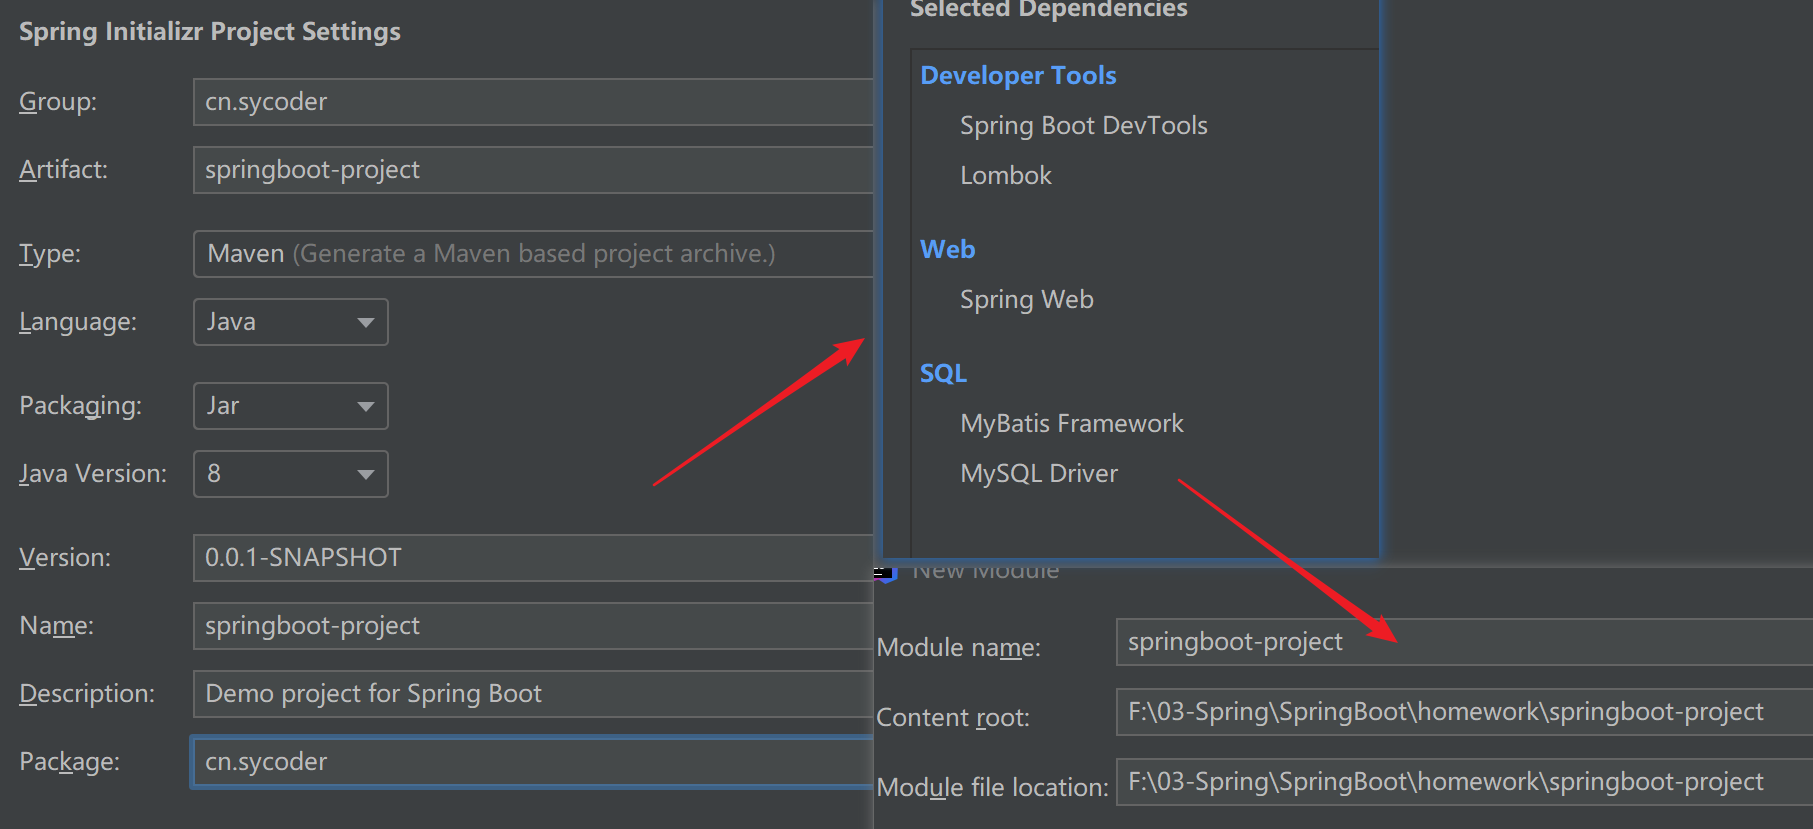 Spring Initializr Project Settings
Group: cn.sycoder
Artifact: springboot-project
Type: Maven (Generate a Maven based project archive.)
Language: Java
Packaging: Jar
Java Version: 8
Version: 0.0.1-SNAPSHOT
Name: springboot-project
Description: Demo project for Spring Boot
Package: cn.sycoder
Selected Dependencies
Developer Tools
Spring Boot DevTools
Lombok
Web
Spring Web
SQL
MyBatis Framework
MySQL Driver
New Module
Module name: springboot-project
Content root: F:\03-Spring\SpringBoot\homework\springboot-project
Module file location: F:\03-Spring\SpringBoot\homework\springboot-project